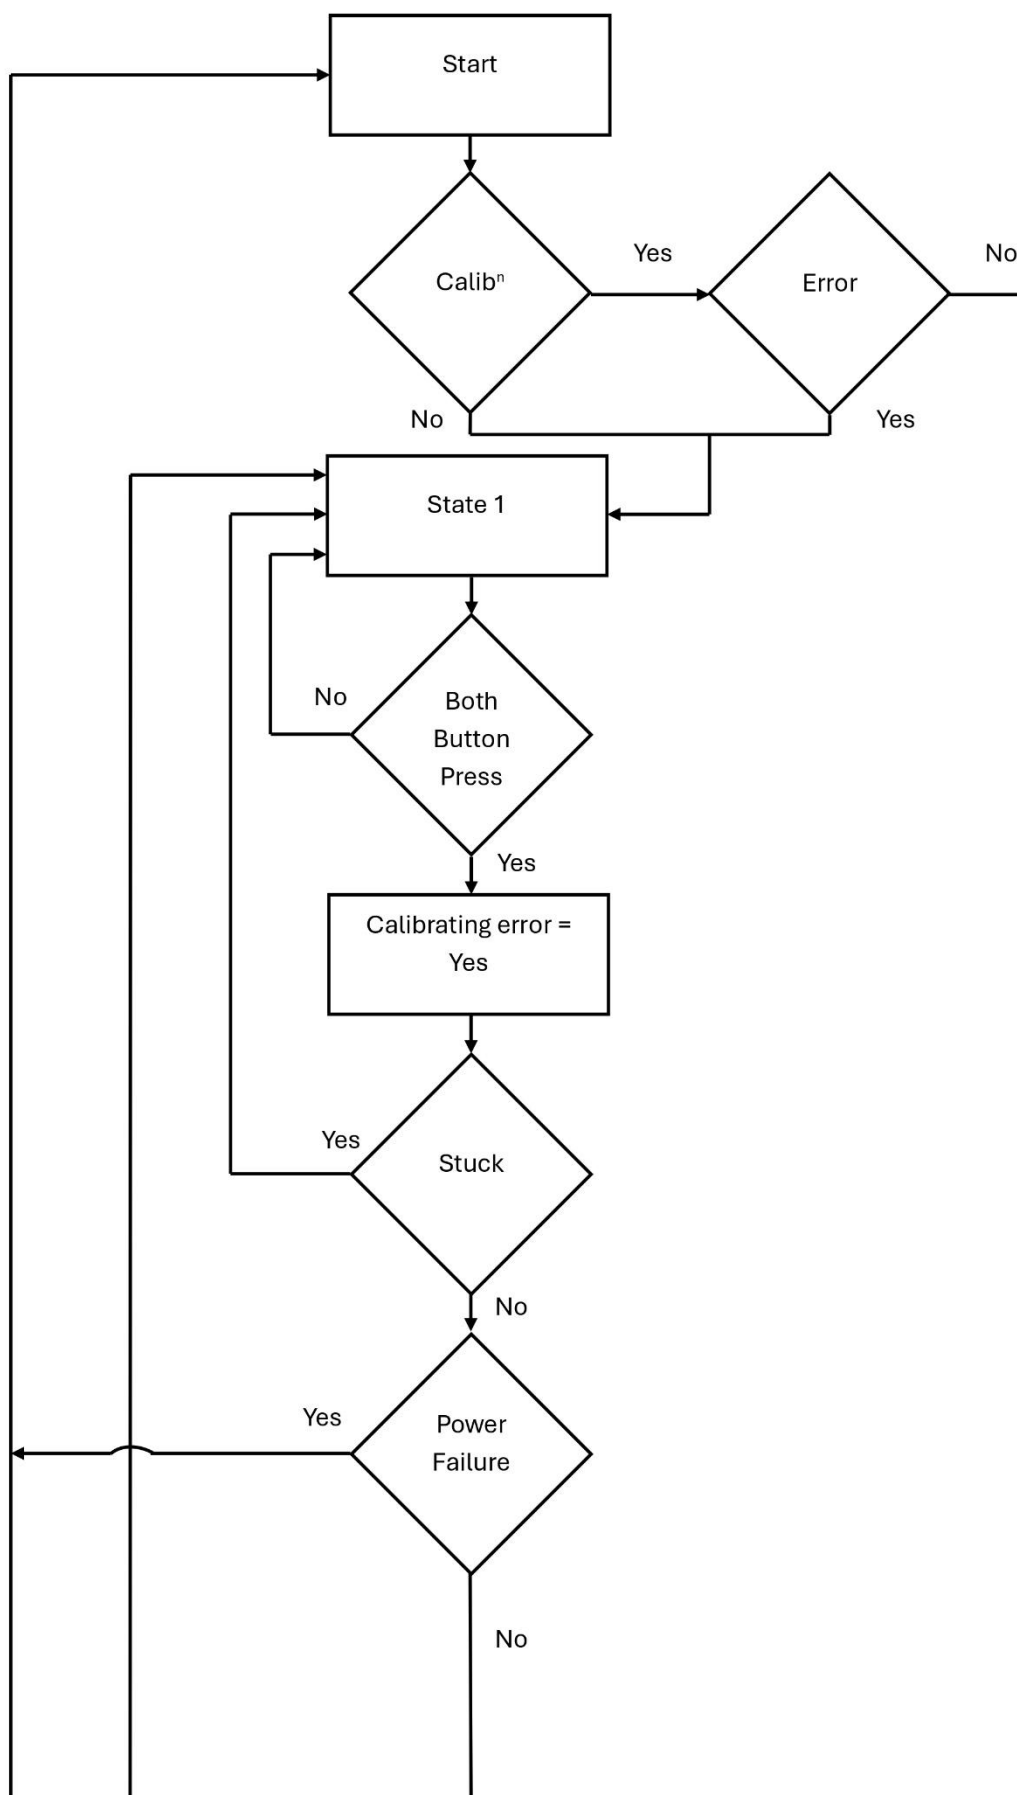 Start
Calibⁿ
Yes
Error
No
No
Yes
State 1
No
Both
Button
Press
Yes
Calibrating error =
Yes
Yes
Stuck
No
Yes
Power
Failure
No